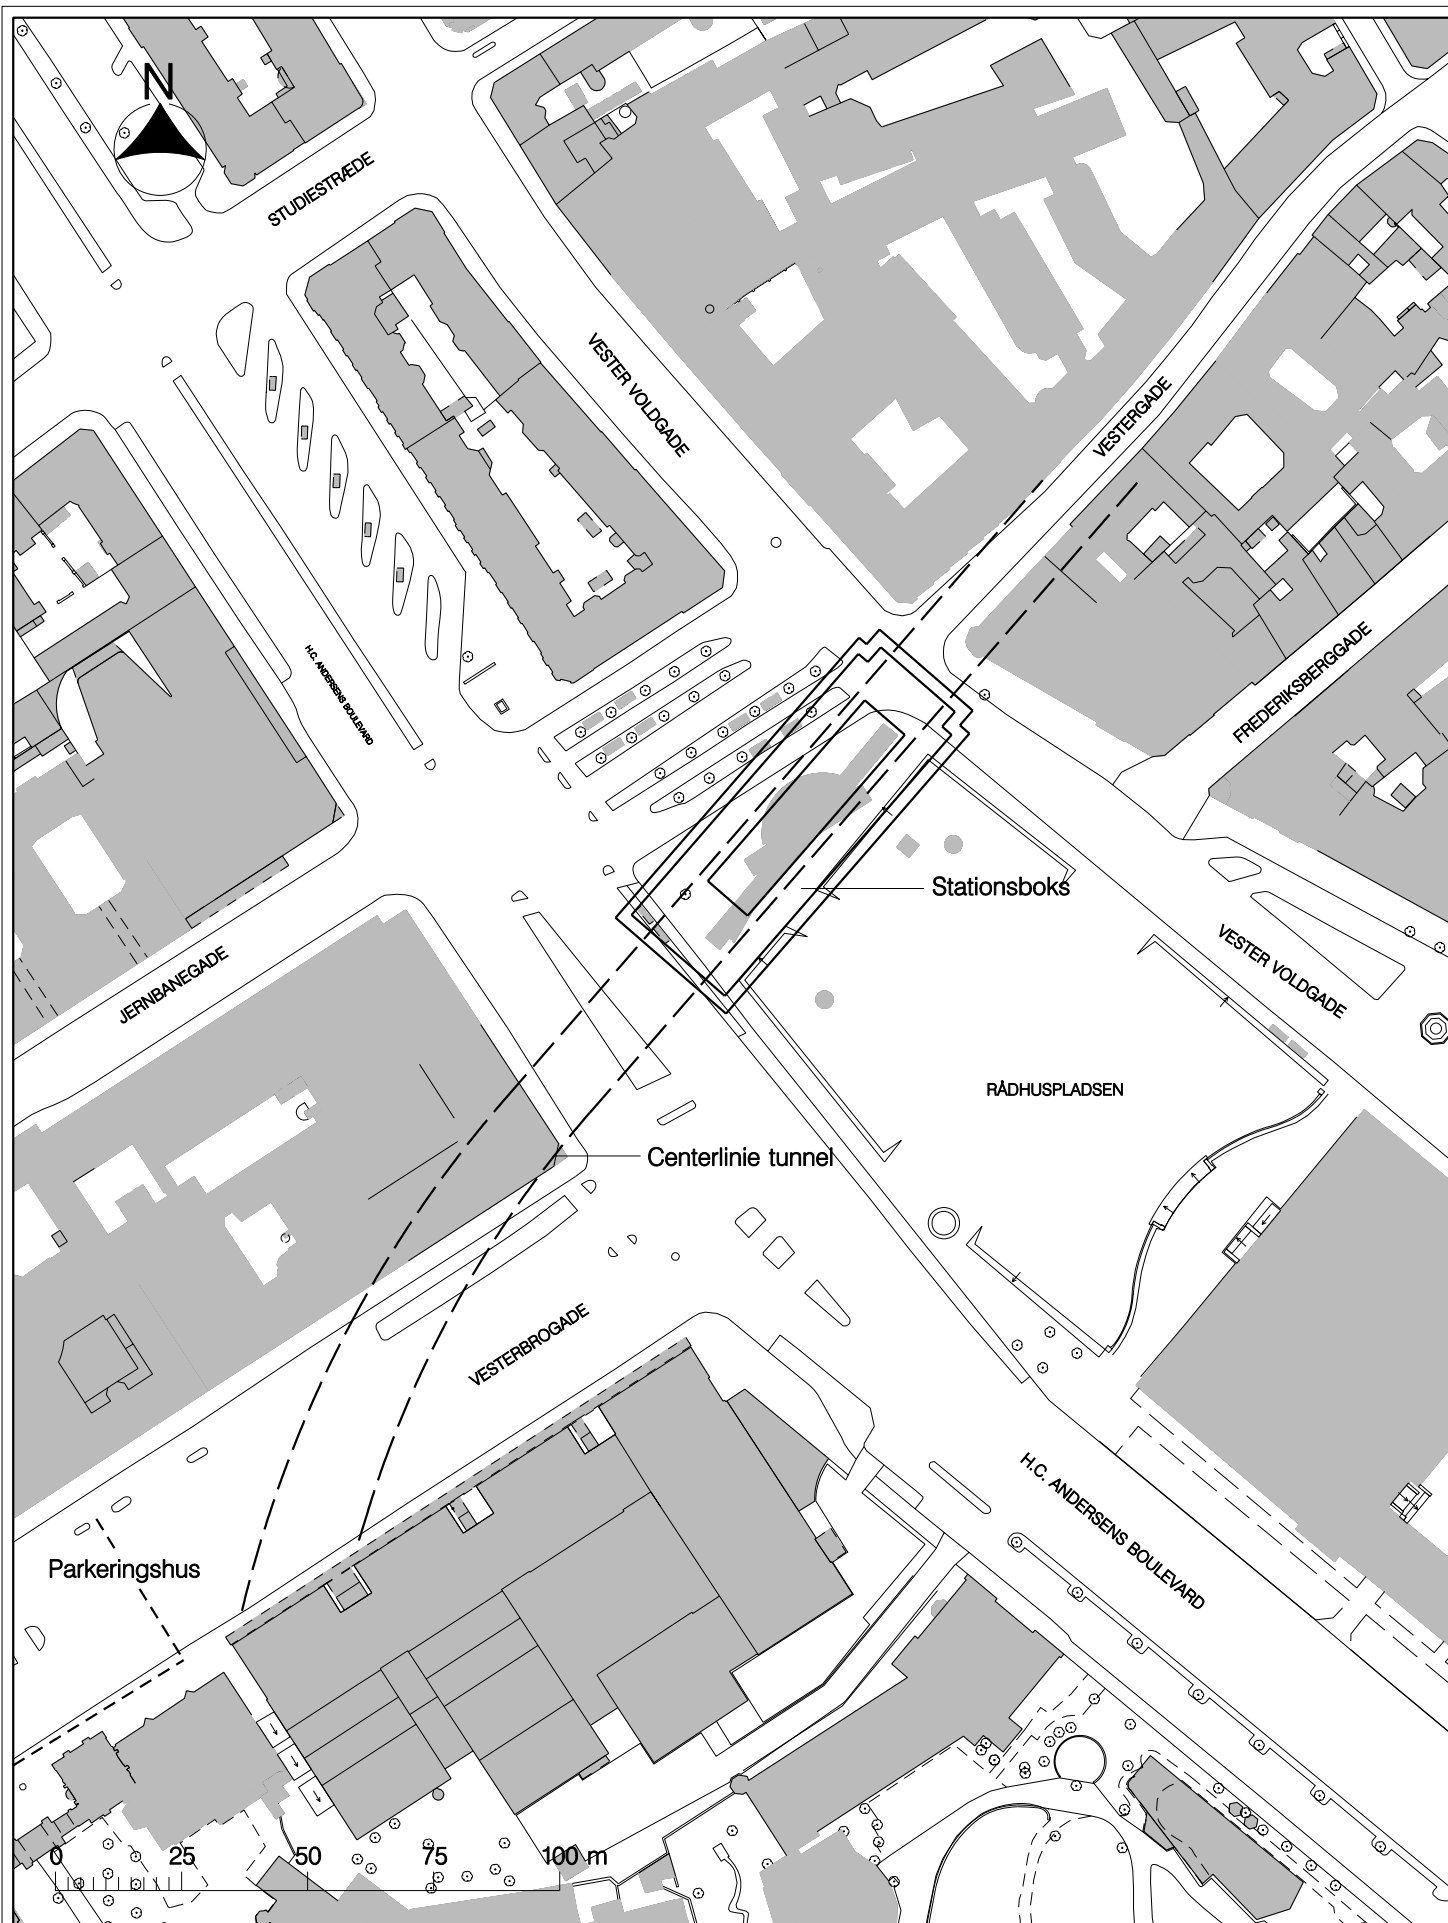 N
STUDIESTRÆDE
VESTER VOLDGADE
VESTERGADE
H.C. ANDERSENS BOULEVARD
FREDERIKSBERGGADE
Stationsboks
VESTER VOLDGADE
JERNBANEGADE
RÅDHUSPLADSEN
Centerlinie tunnel
VESTERBROGADE
H.C. ANDERSENS BOULEVARD
Parkeringshus
0 25 50 75 100 m